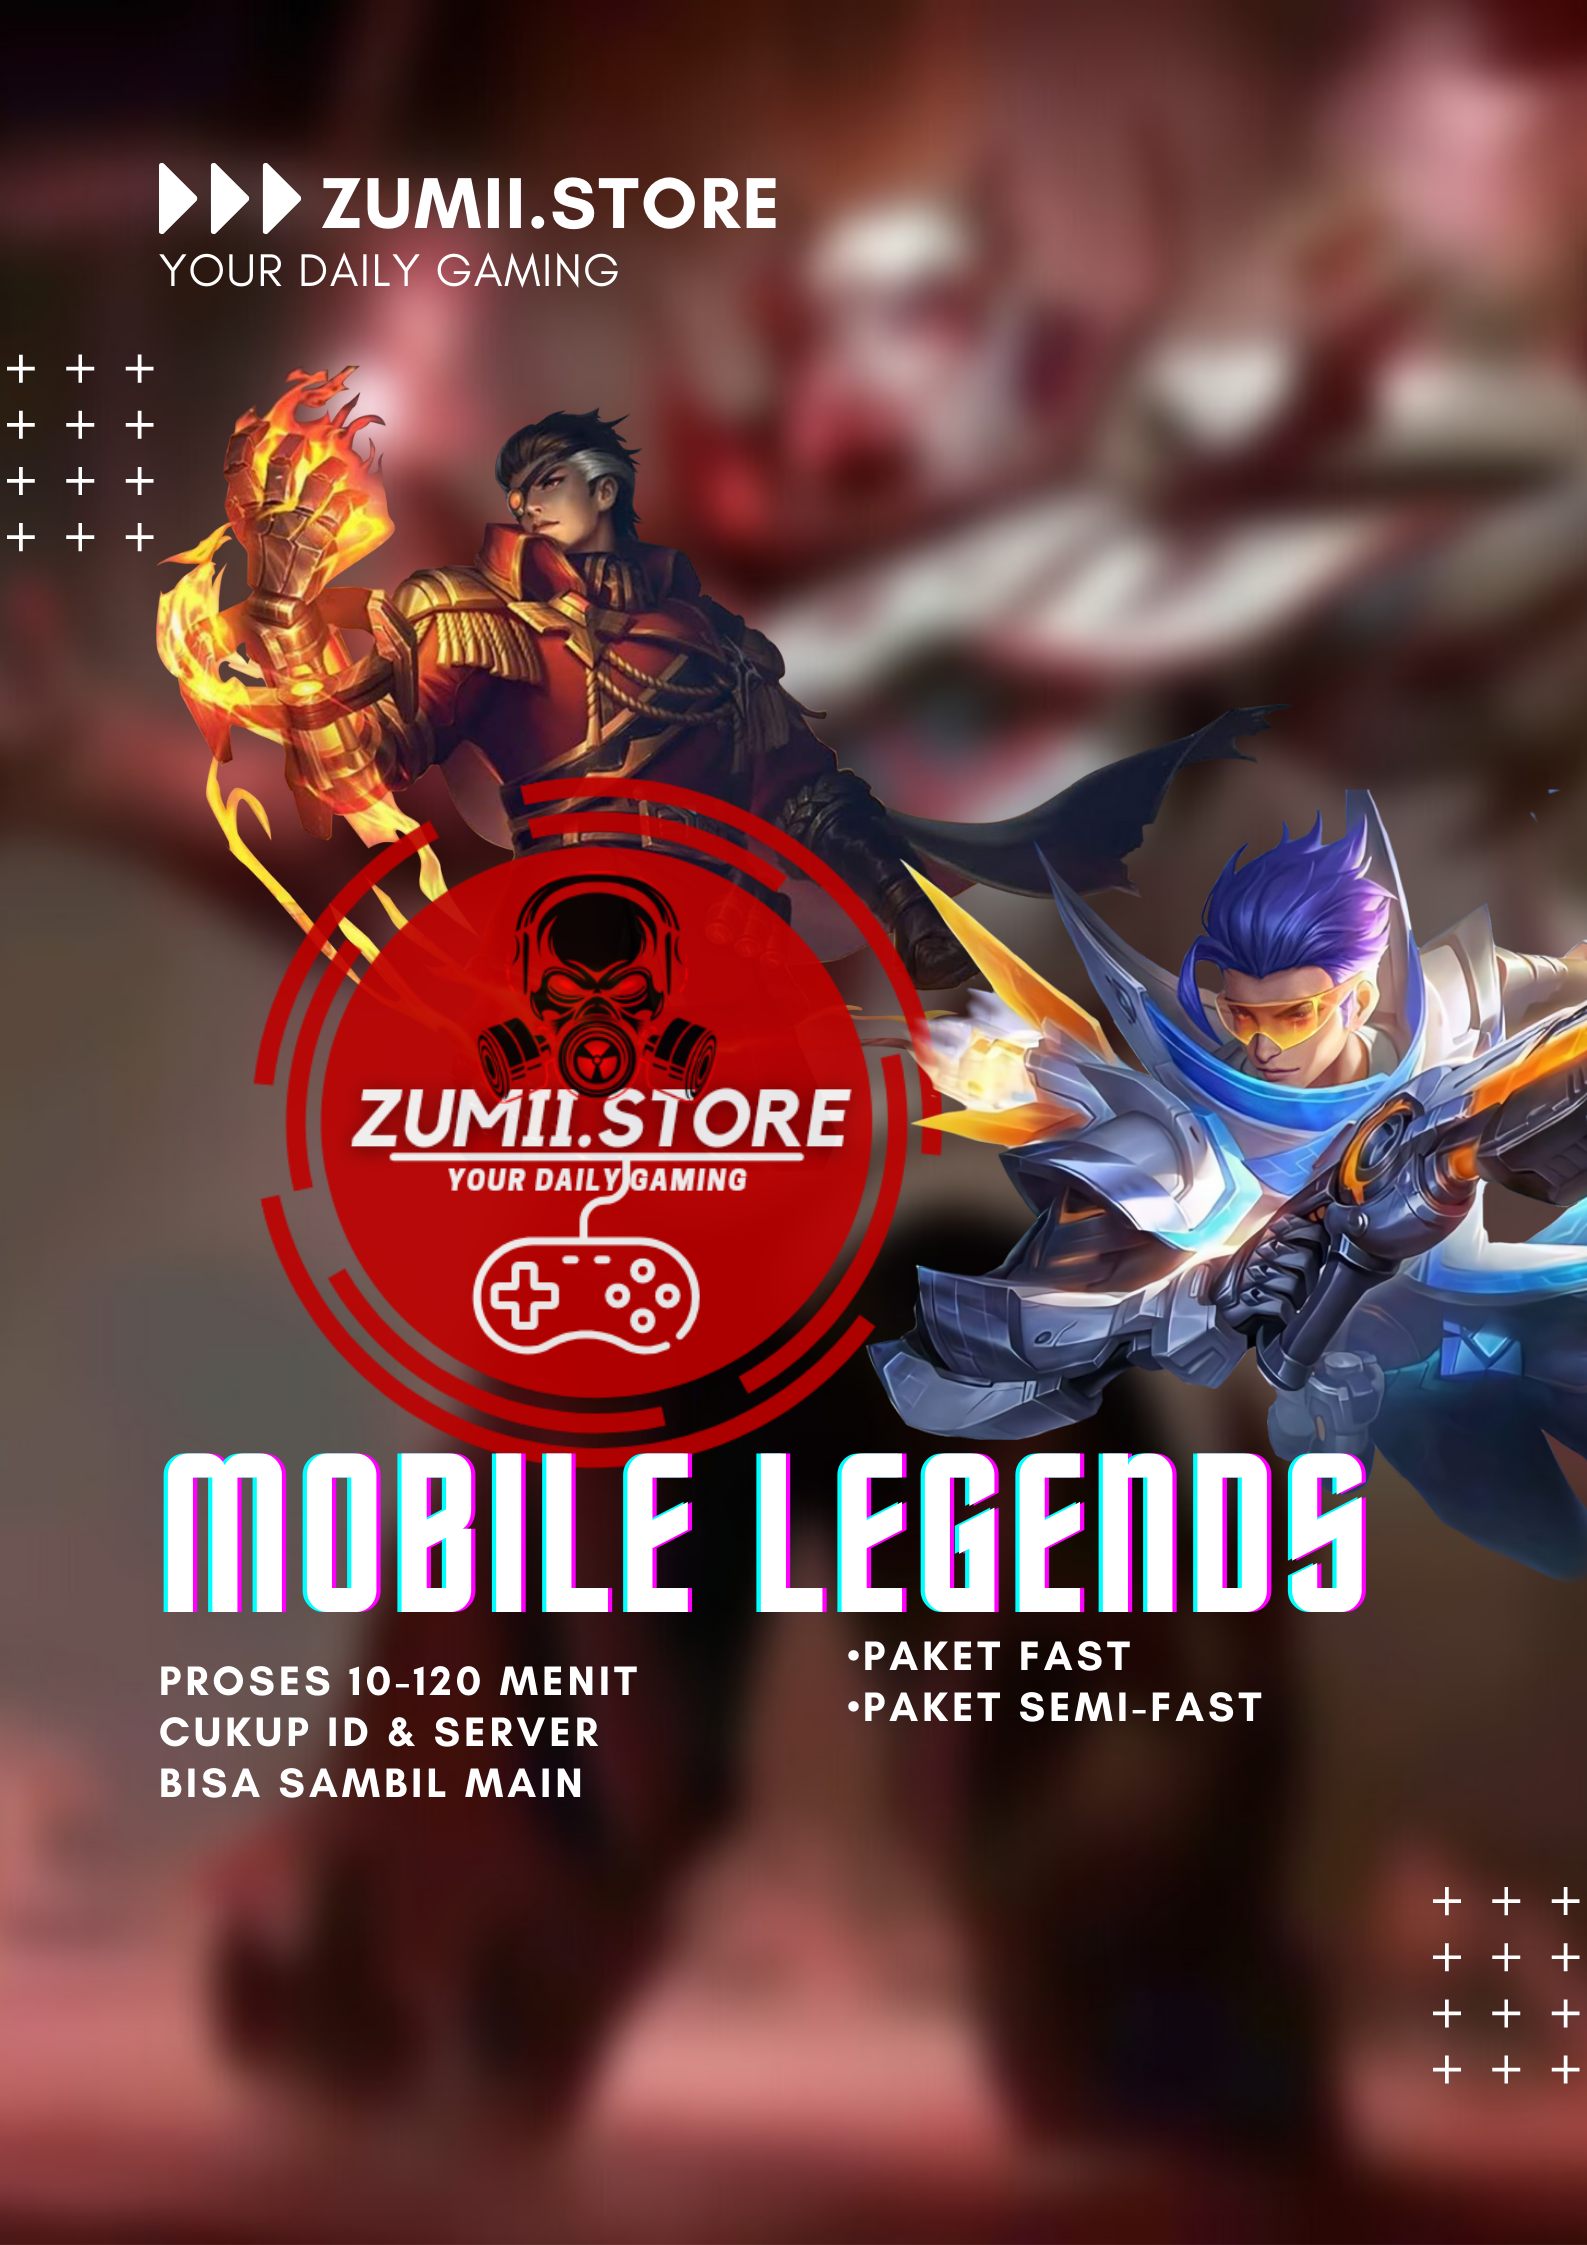 ZUMII.STORE
YOUR DAILY GAMING
ZUMII.STORE
YOUR DAILY GAMING
MOBILE LEGENDS
PROSES 10-120 MENIT
CUKUP ID & SERVER
BISA SAMBIL MAIN
•PAKET FAST
•PAKET SEMI-FAST